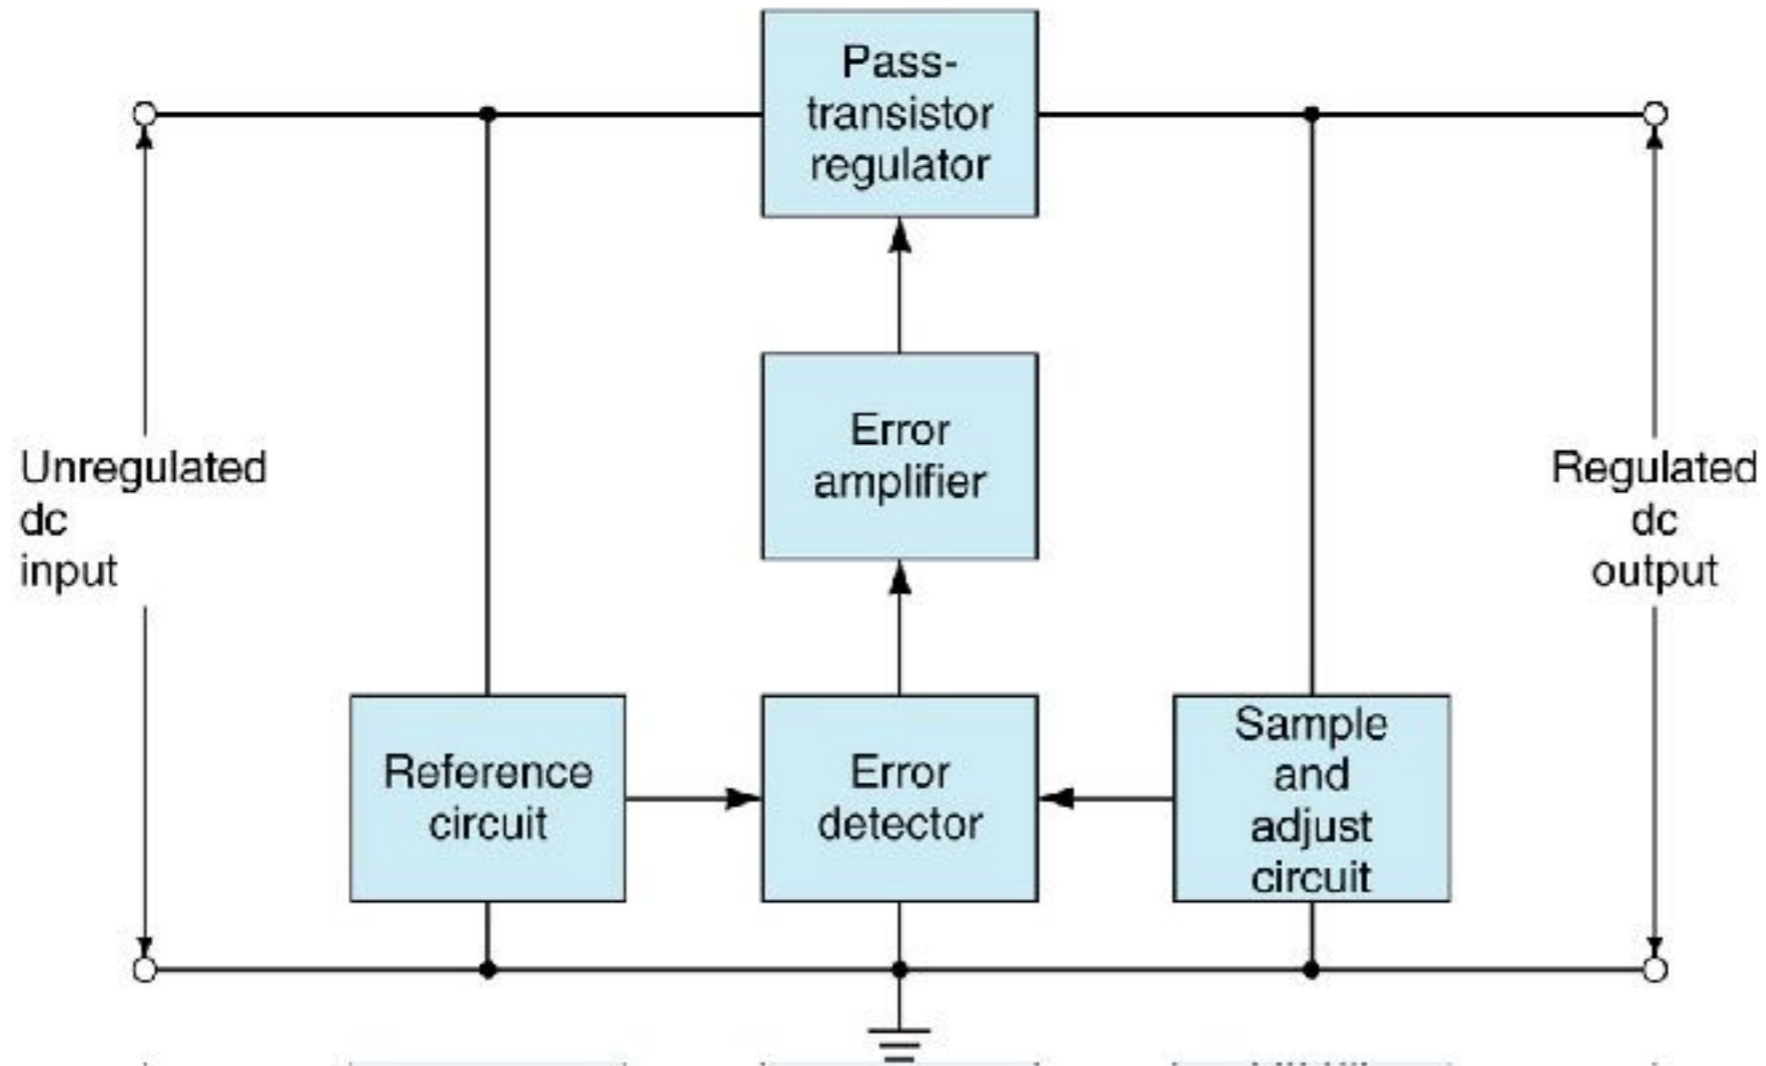 Pass-
transistor
regulator
Error
amplifier
Unregulated
dc
input
Regulated
dc
output
Reference
circuit
Error
detector
Sample
and
adjust
circuit